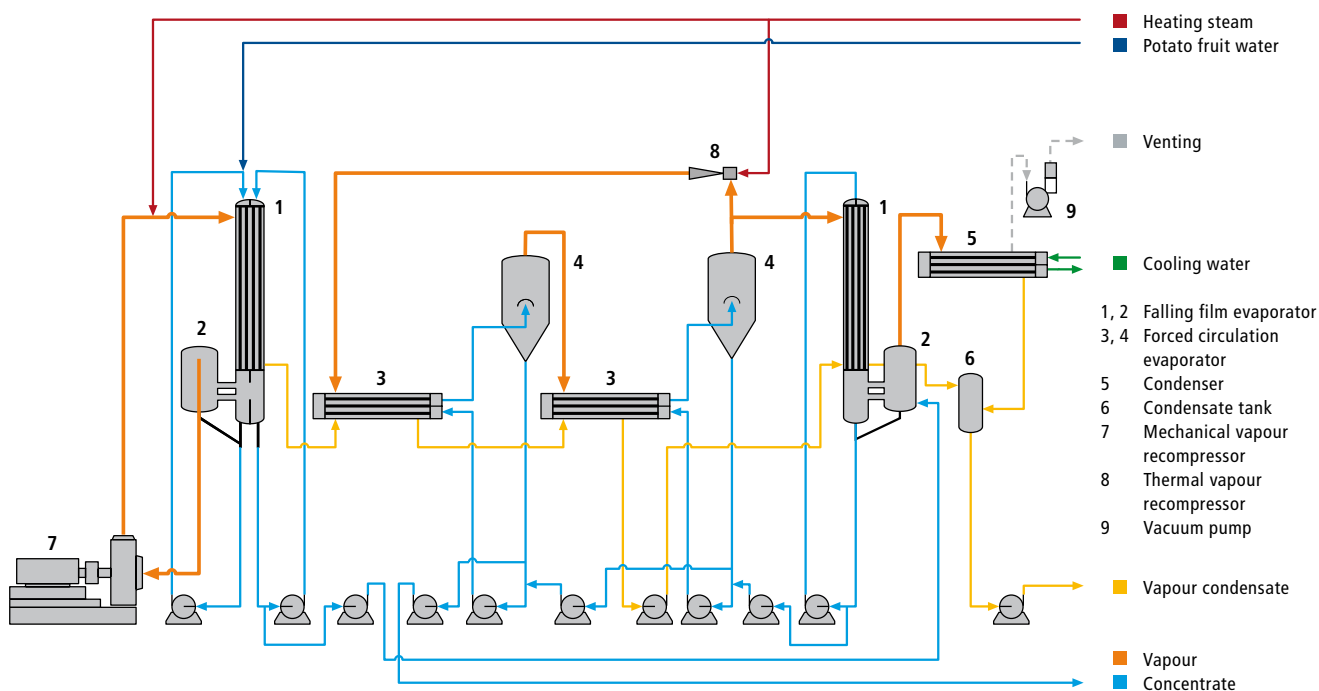 Heating steam
Potato fruit water
8
Venting
1
1
9
5
4
4
Cooling water
2
2
6
3
3
1, 2 Falling film evaporator
3, 4 Forced circulation
evaporator
5 Condenser
6 Condensate tank
7 Mechanical vapour
recompressor
8 Thermal vapour
recompressor
9 Vacuum pump
7
Vapour condensate
Vapour
Concentrate